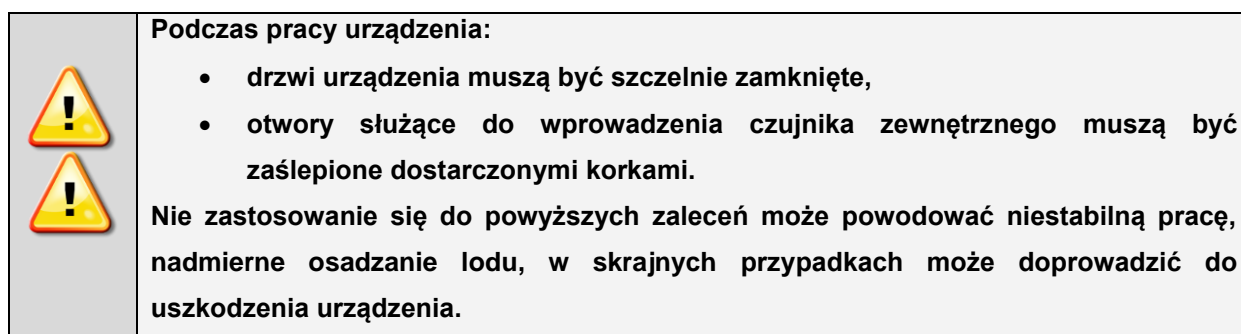 Podczas pracy urządzenia:
• drzwi urządzenia muszą być szczelnie zamknięte,
• otwory służące do wprowadzenia czujnika zewnętrznego muszą być
zaślepione dostarczonymi korkami.
Nie zastosowanie się do powyższych zaleceń może powodować niestabilną pracę,
nadmierne osadzanie lodu, w skrajnych przypadkach może doprowadzić do
uszkodzenia urządzenia.